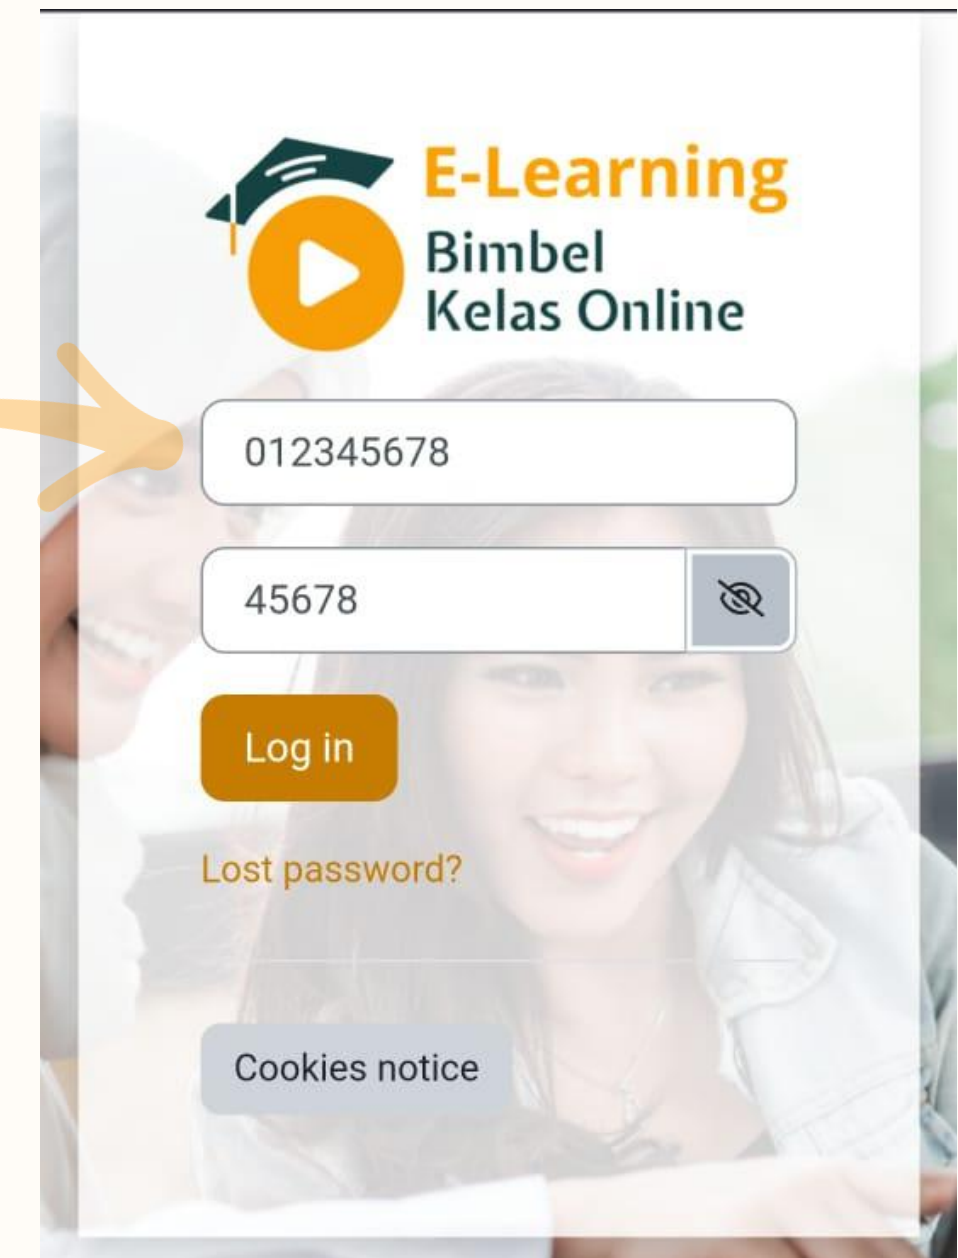 E-Learning
Bimbel
Kelas Online
012345678
45678
Log in
Lost password?
Cookies notice